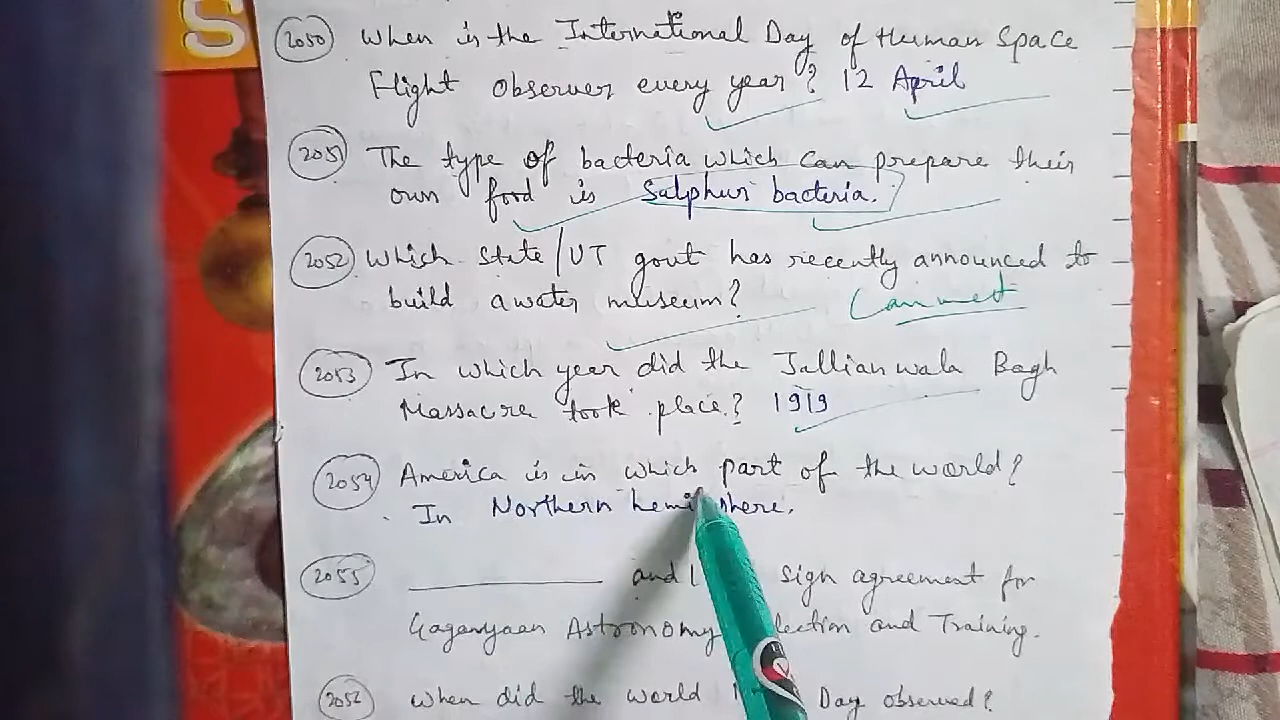 S
2050 When is the International Day of Human Space
Flight observer every year? 12 April
2051 The type of bacteria which can prepare their
own food is Salphur bacteria.
2052 Which State/UT govt has recently announced to
build a water museum?
2053 In which year did the Jallianwala Bagh
Massacre took place? 1919
2054 America is in which part of the world?
In Northern hemisphere.
2055 and sign agreement for
Gaganyaan Astronomy and Training.
2056 When did the world Day observed?